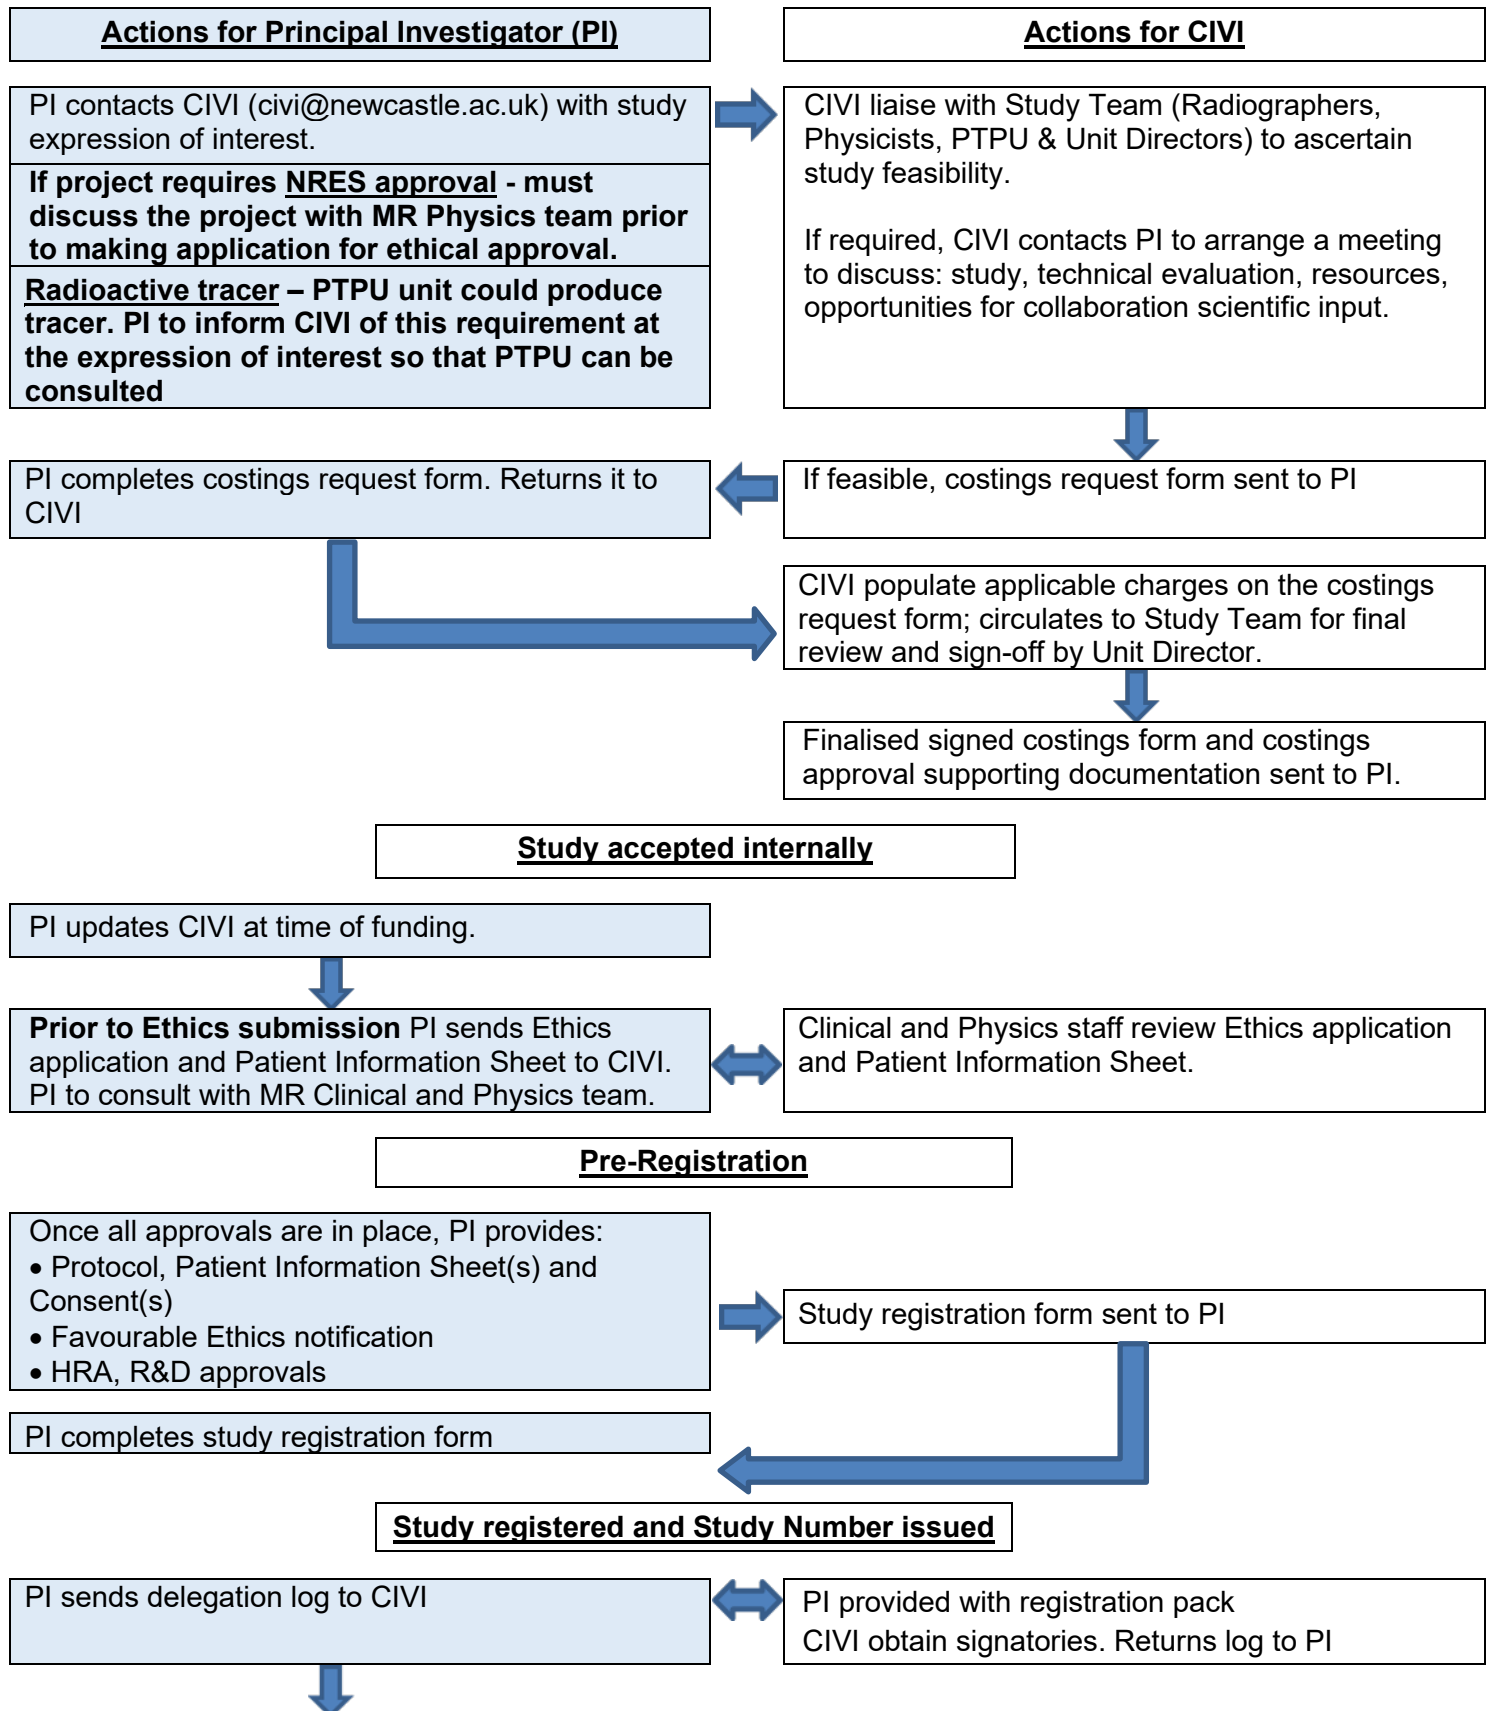 Actions for Principal Investigator (PI)
Actions for CIVI
PI contacts CIVI (civi@newcastle.ac.uk) with study
expression of interest.
If project requires NRES approval - must
discuss the project with MR Physics team prior
to making application for ethical approval.
Radioactive tracer – PTPU unit could produce
tracer. PI to inform CIVI of this requirement at
the expression of interest so that PTPU can be
consulted
CIVI liaise with Study Team (Radiographers,
Physicists, PTPU & Unit Directors) to ascertain
study feasibility.
If required, CIVI contacts PI to arrange a meeting
to discuss: study, technical evaluation, resources,
opportunities for collaboration scientific input.
If feasible, costings request form sent to PI
PI completes costings request form. Returns it to
CIVI
CIVI populate applicable charges on the costings
request form; circulates to Study Team for final
review and sign-off by Unit Director.
Finalised signed costings form and costings
approval supporting documentation sent to PI.
Study accepted internally
PI updates CIVI at time of funding.
Prior to Ethics submission PI sends Ethics
application and Patient Information Sheet to CIVI.
PI to consult with MR Clinical and Physics team.
Clinical and Physics staff review Ethics application
and Patient Information Sheet.
Pre-Registration
Once all approvals are in place, PI provides:
• Protocol, Patient Information Sheet(s) and
Consent(s)
• Favourable Ethics notification
• HRA, R&D approvals
Study registration form sent to PI
PI completes study registration form
Study registered and Study Number issued
PI sends delegation log to CIVI
PI provided with registration pack
CIVI obtain signatories. Returns log to PI